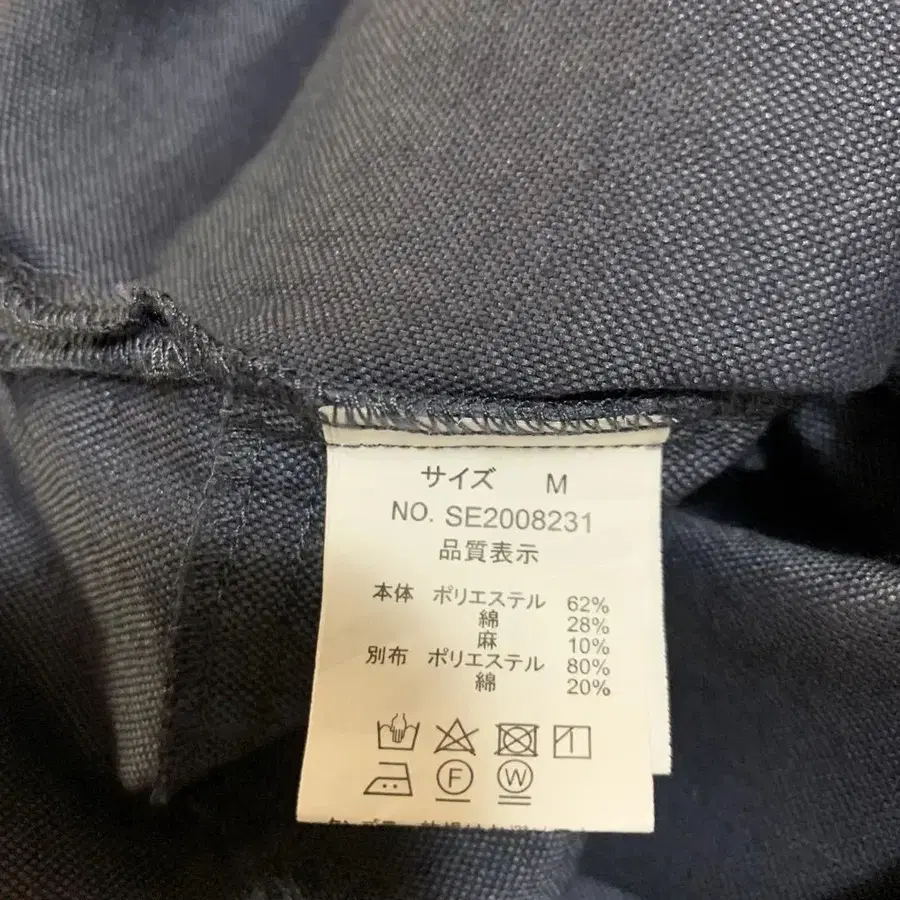 サイズ M
NO. SE2008231
品質表示
本体 ポリエステル 62%
綿 28%
麻 10%
別布 ポリエステル 80%
綿 20%
F W